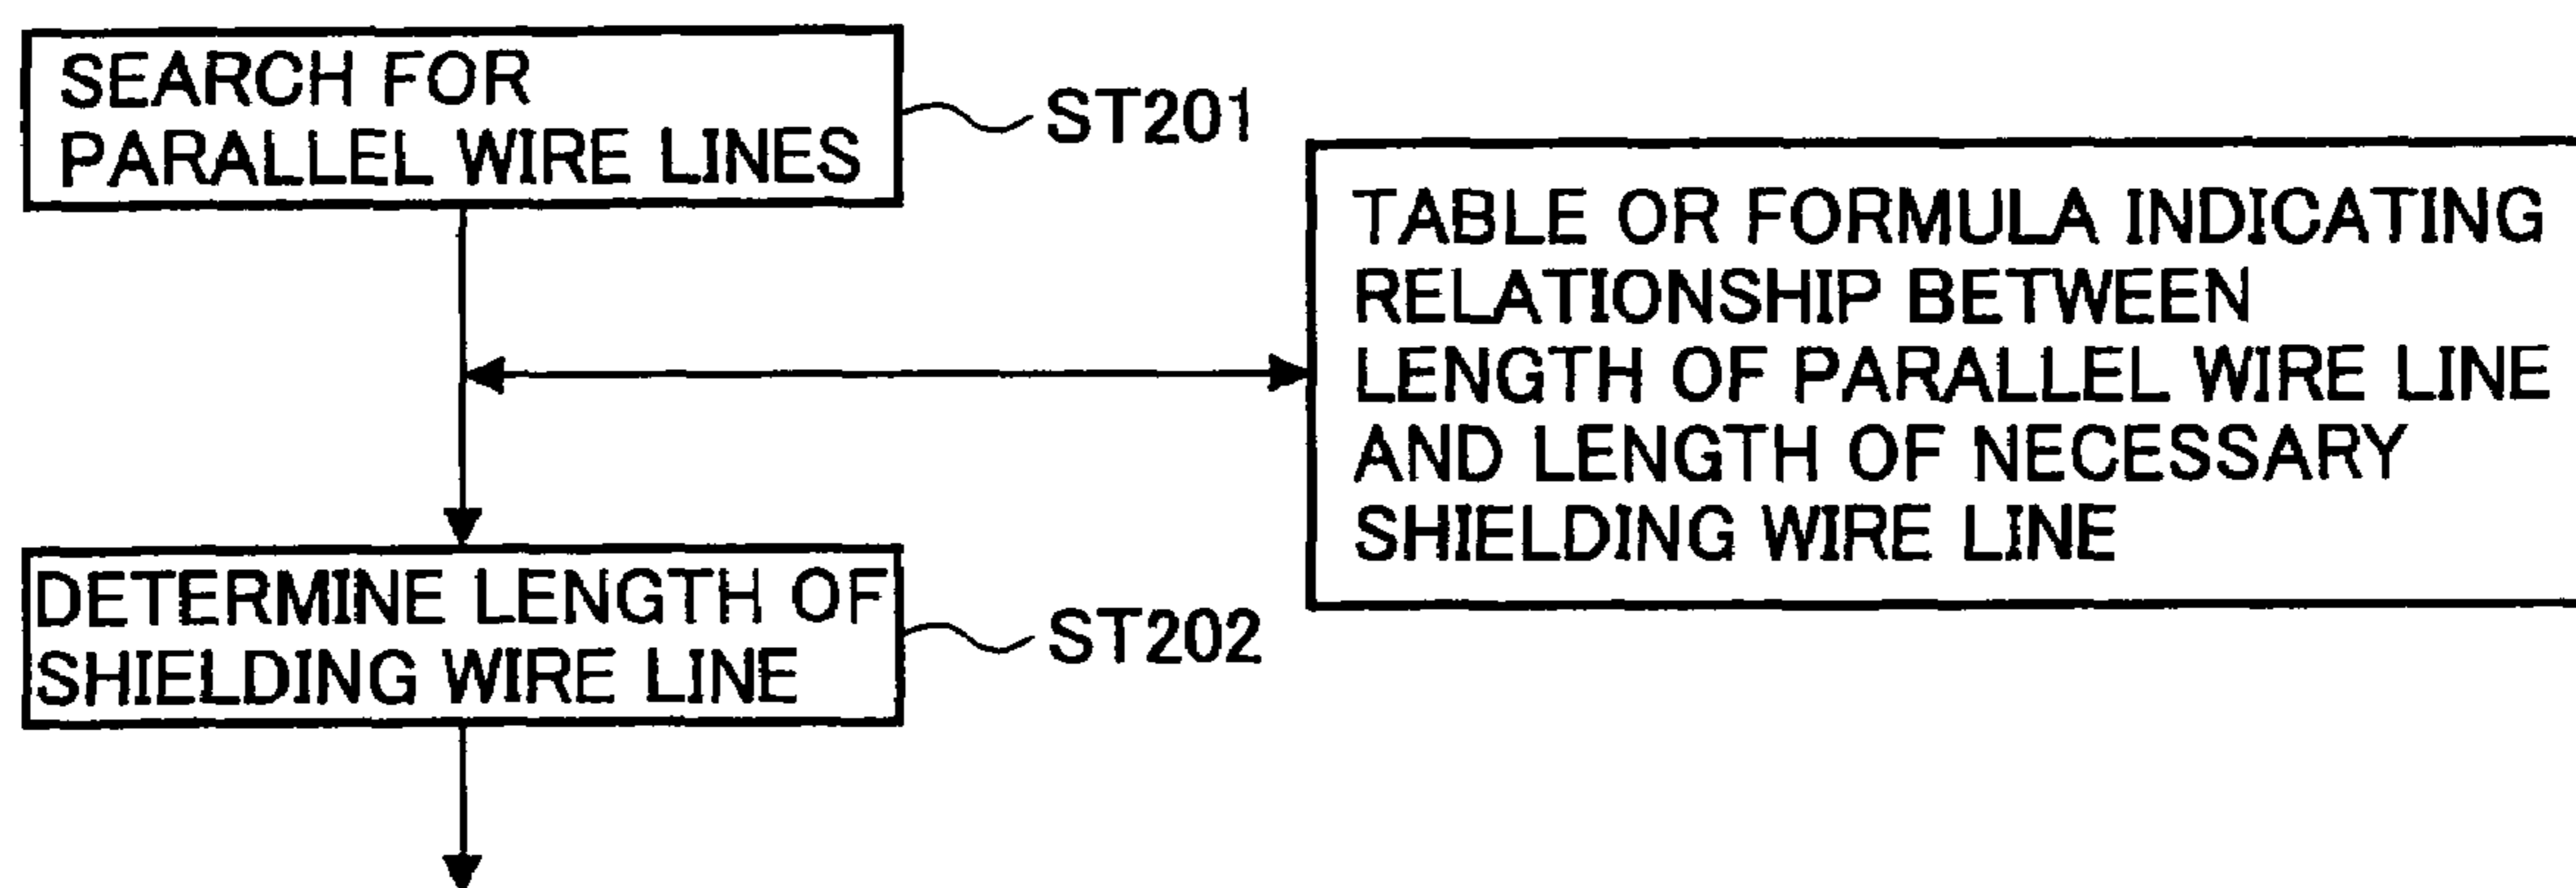 SEARCH FOR
PARALLEL WIRE LINES
ST201
TABLE OR FORMULA INDICATING
RELATIONSHIP BETWEEN
LENGTH OF PARALLEL WIRE LINE
AND LENGTH OF NECESSARY
SHIELDING WIRE LINE
DETERMINE LENGTH OF
SHIELDING WIRE LINE
ST202